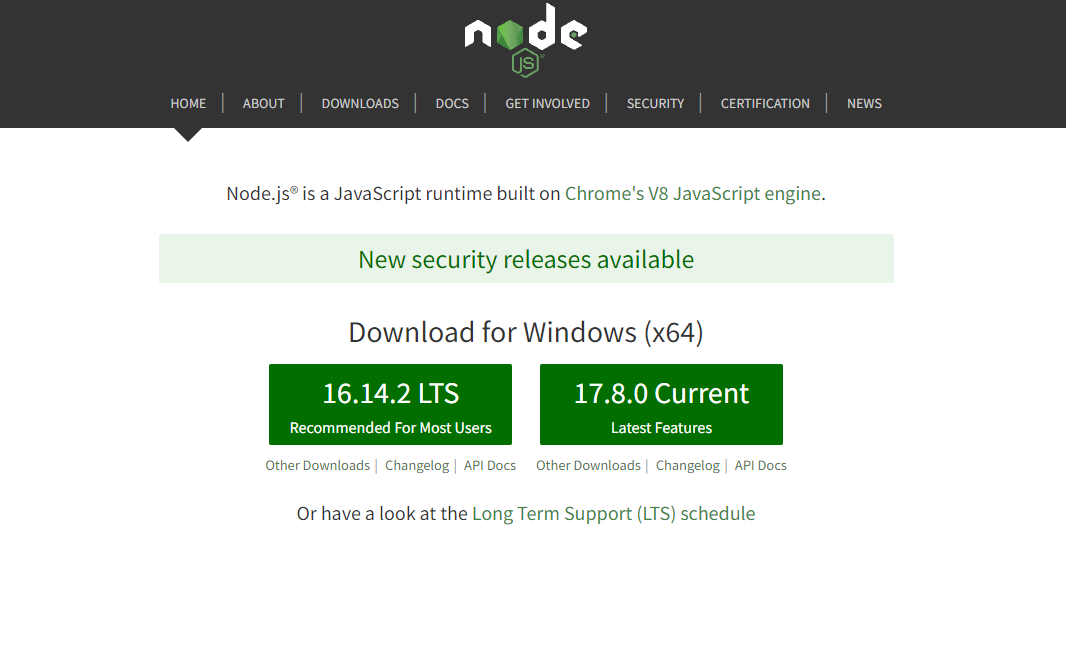 node
JS
HOME | ABOUT | DOWNLOADS | DOCS | GET INVOLVED | SECURITY | CERTIFICATION | NEWS
Node.js® is a JavaScript runtime built on Chrome's V8 JavaScript engine.
New security releases available
Download for Windows (x64)
16.14.2 LTS
Recommended For Most Users
17.8.0 Current
Latest Features
Other Downloads | Changelog | API Docs
Other Downloads | Changelog | API Docs
Or have a look at the Long Term Support (LTS) schedule